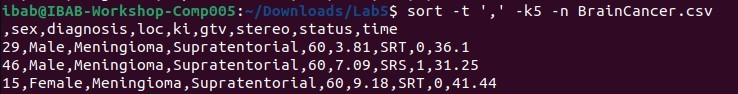 ibab@IBAB-Workshop-Comp005:~/Downloads/Lab5$ sort -t ',' -k5 -n BrainCancer.csv
,sex,diagnosis,loc,ki,gtv,stereo,status,time
29,Male,Meningioma,Supratentorial,60,3.81,SRT,0,36.1
46,Male,Meningioma,Supratentorial,60,7.09,SRS,1,31.25
15,Female,Meningioma,Supratentorial,60,9.18,SRT,0,41.44